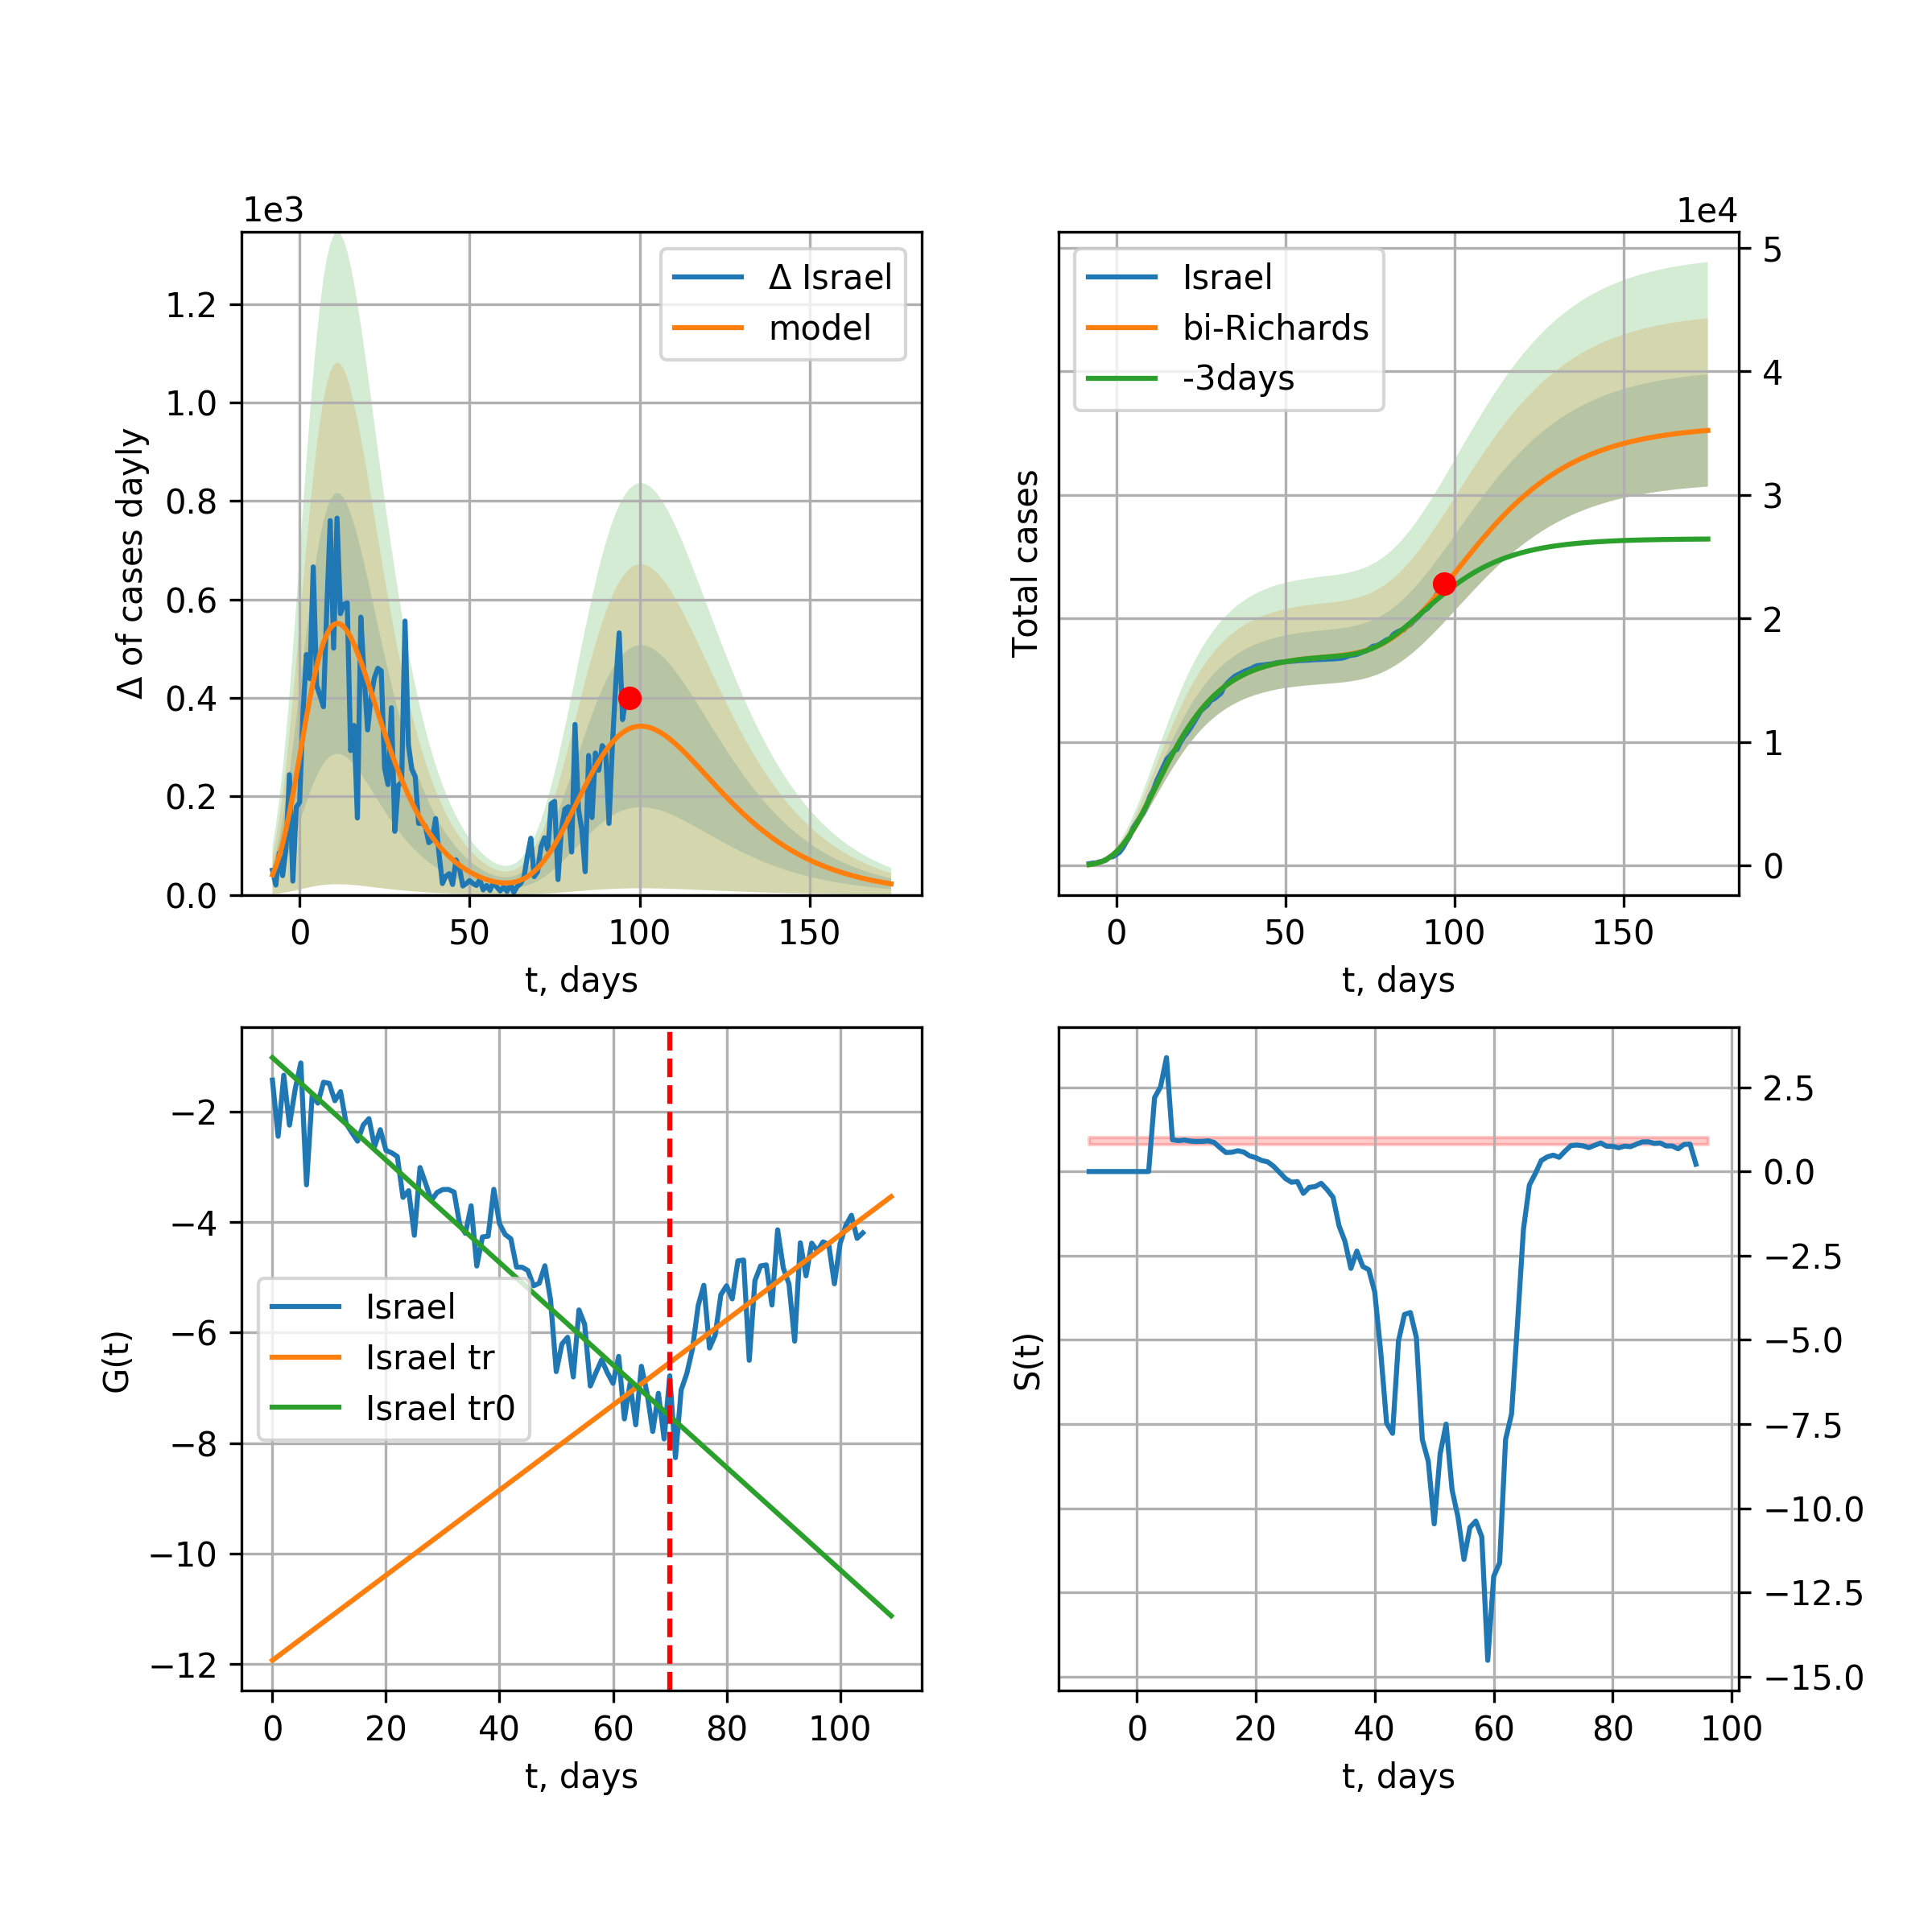 1e3
Δ of cases dayly
1.2
1.0
0.8
0.6
0.4
0.2
0.0
Δ Israel
model
0 50 100 150
t, days
1e4
Total cases
Israel
bi-Richards
-3days
5
4
3
2
1
0
0 50 100 150
t, days
G(t)
−2
−4
−6
−8
−10
−12
Israel
Israel tr
Israel tr0
0 20 40 60 80 100
t, days
S(t)
2.5
0.0
−2.5
−5.0
−7.5
−10.0
−12.5
−15.0
0 20 40 60 80 100
t, days